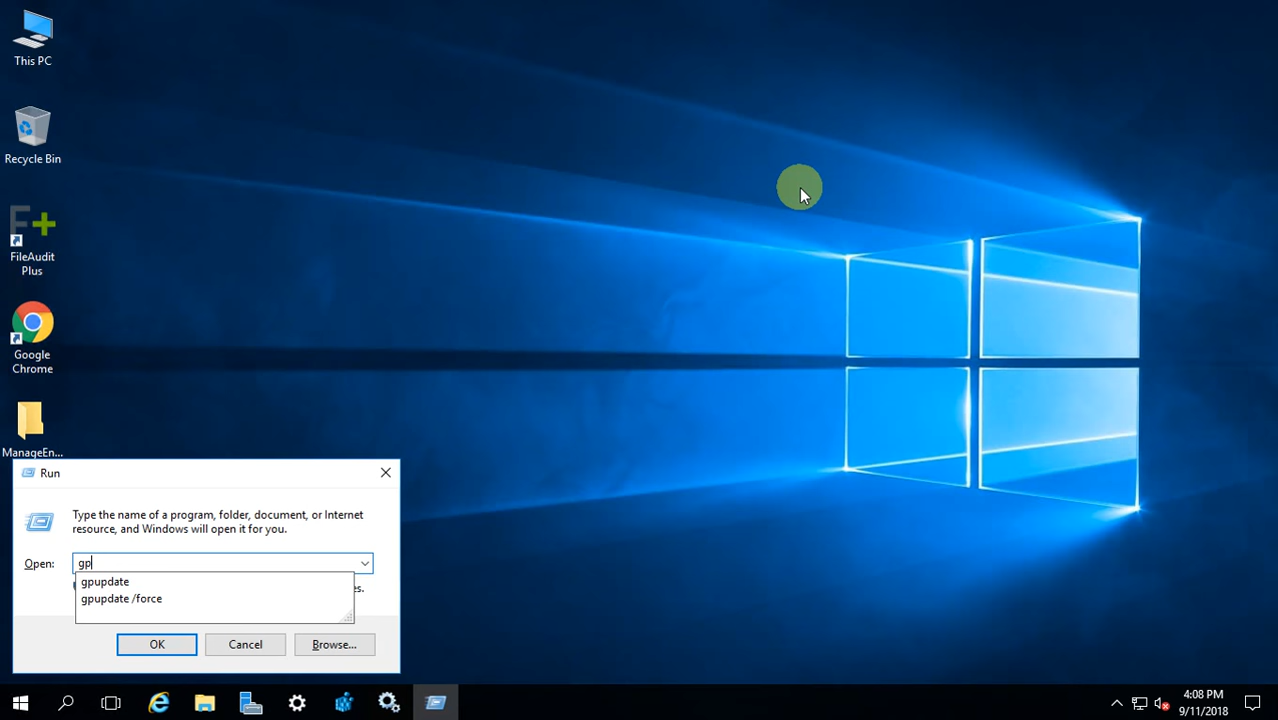 This PC
Recycle Bin
F+
FileAudit
Plus
Google
Chrome
ManageEn...
Run
Type the name of a program, folder, document, or Internet
resource, and Windows will open it for you.
Open:
gp
gpupdate
gpupdate /force
es.
OK
Cancel
Browse...
4:08 PM
9/11/2018